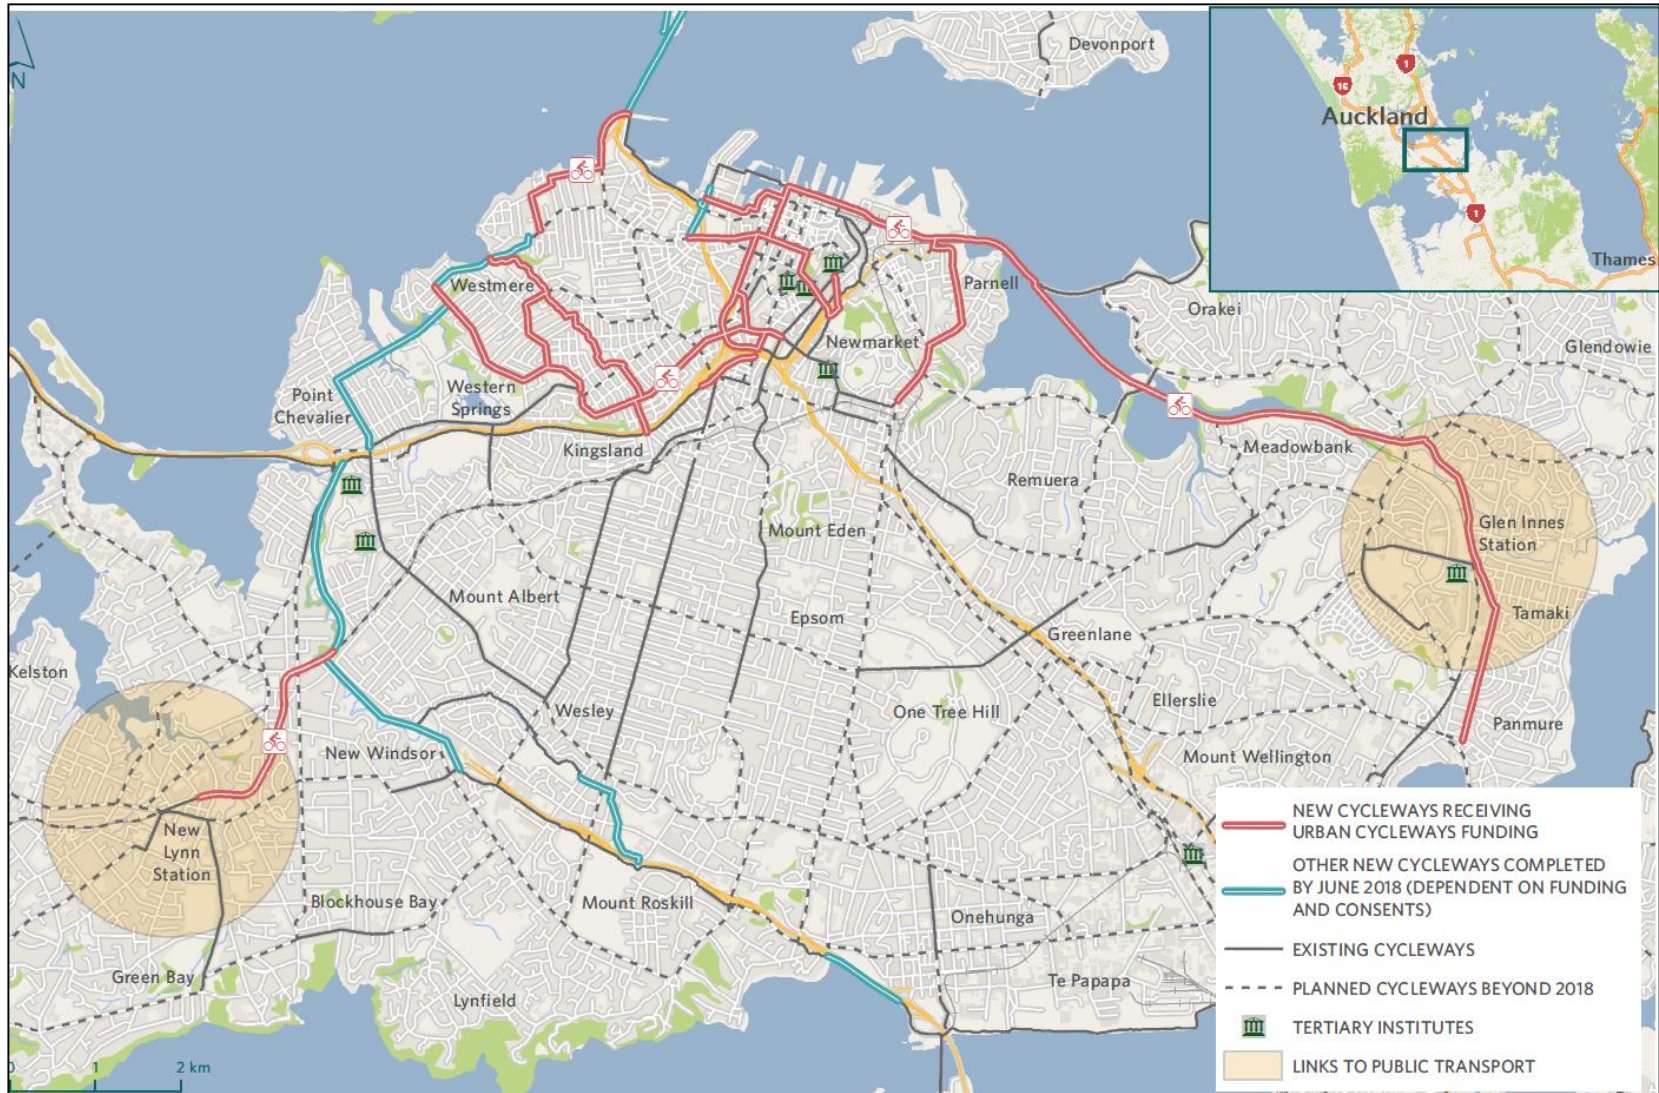 N
Devonport
16
1
Auckland
1
Thames
Westmere
Parnell
Orakei
Newmarket
Glendowie
Point
Chevalier
Western
Springs
Kingsland
Meadowbank
Remuera
Glen Innes
Station
Mount Eden
Mount Albert
Epsom
Tamaki
Greenlane
Kelston
Ellerslie
Wesley
One Tree Hill
Panmure
New Windsor
Mount Wellington
New
Lynn
Station
Blockhouse Bay
Mount Roskill
Onehunga
Green Bay
Lynfield
Te Papapa
0 1 2 km
NEW CYCLEWAYS RECEIVING
URBAN CYCLEWAYS FUNDING
OTHER NEW CYCLEWAYS COMPLETED
BY JUNE 2018 (DEPENDENT ON FUNDING
AND CONSENTS)
EXISTING CYCLEWAYS
PLANNED CYCLEWAYS BEYOND 2018
TERTIARY INSTITUTES
LINKS TO PUBLIC TRANSPORT